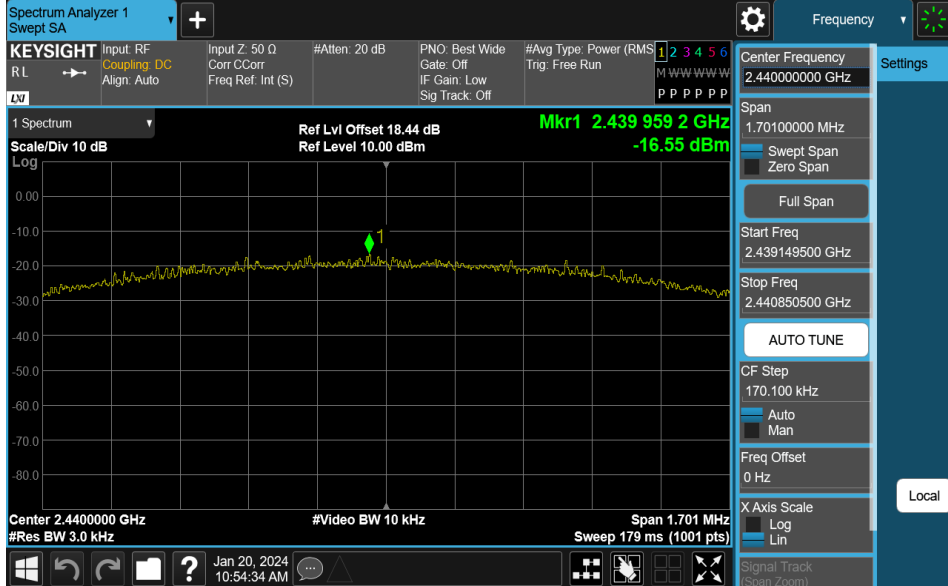 Spectrum Analyzer 1
Swept SA
+
Frequency
KEYSIGHT
R L
LXI
Input: RF
Coupling: DC
Align: Auto
Input Z: 50 Ω
Corr CCorr
Freq Ref: Int (S)
#Atten: 20 dB
PNO: Best Wide
Gate: Off
IF Gain: Low
Sig Track: Off
#Avg Type: Power (RMS
Trig: Free Run
1 2 3 4 5 6
M W W W W W
P P P P P P
1 Spectrum
Scale/Div 10 dB
Log
Ref Lvl Offset 18.44 dB
Ref Level 10.00 dBm
Mkr1 2.439 959 2 GHz
-16.55 dBm
0.00
-10.0
-20.0
-30.0
-40.0
-50.0
-60.0
-70.0
-80.0
1
Center 2.4400000 GHz
#Res BW 3.0 kHz
#Video BW 10 kHz
Span 1.701 MHz
Sweep 179 ms (1001 pts)
Center Frequency
2.440000000 GHz
Span
1.70100000 MHz
Swept Span
Zero Span
Full Span
Start Freq
2.439149500 GHz
Stop Freq
2.440850500 GHz
AUTO TUNE
CF Step
170.100 kHz
Auto
Man
Freq Offset
0 Hz
X Axis Scale
Log
Lin
Signal Track
(Span Zoom)
Settings
Local
?
Jan 20, 2024
10:54:34 AM